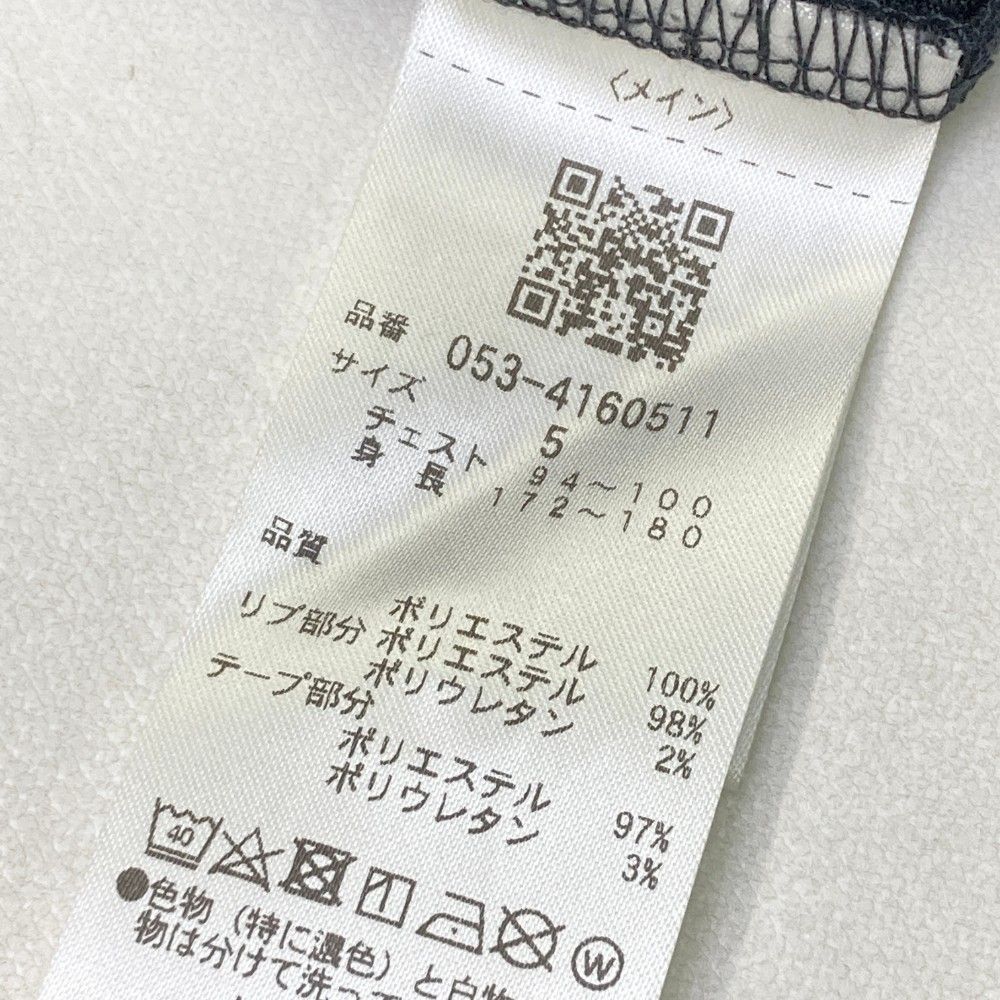 〈メイン〉
品番 053-4160511
サイズ 5
チェスト 94～100
身長 172～180
品質
ポリエステル 100%
リブ部分 ポリエステル 98%
ポリウレタン 2%
テープ部分
ポリエステル 97%
ポリウレタン 3%
40
W
●色物(特に濃色)と白物
物は分けて洗って